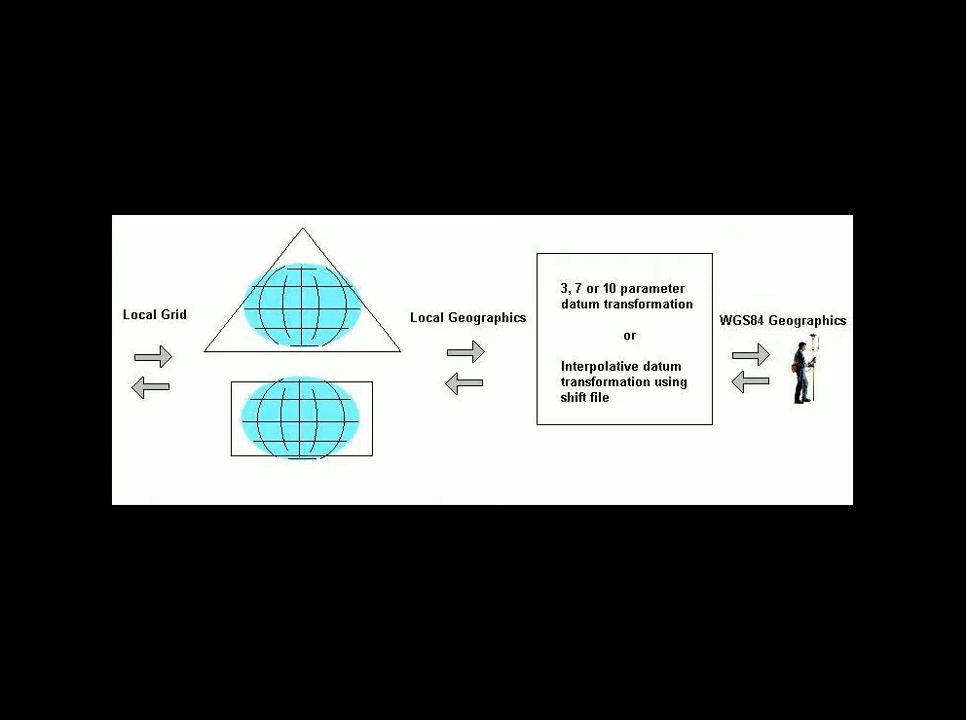 Local Grid
Local Geographics
3, 7 or 10 parameter
datum transformation
or
Interpolative datum
transformation using
shift file
WGS84 Geographics